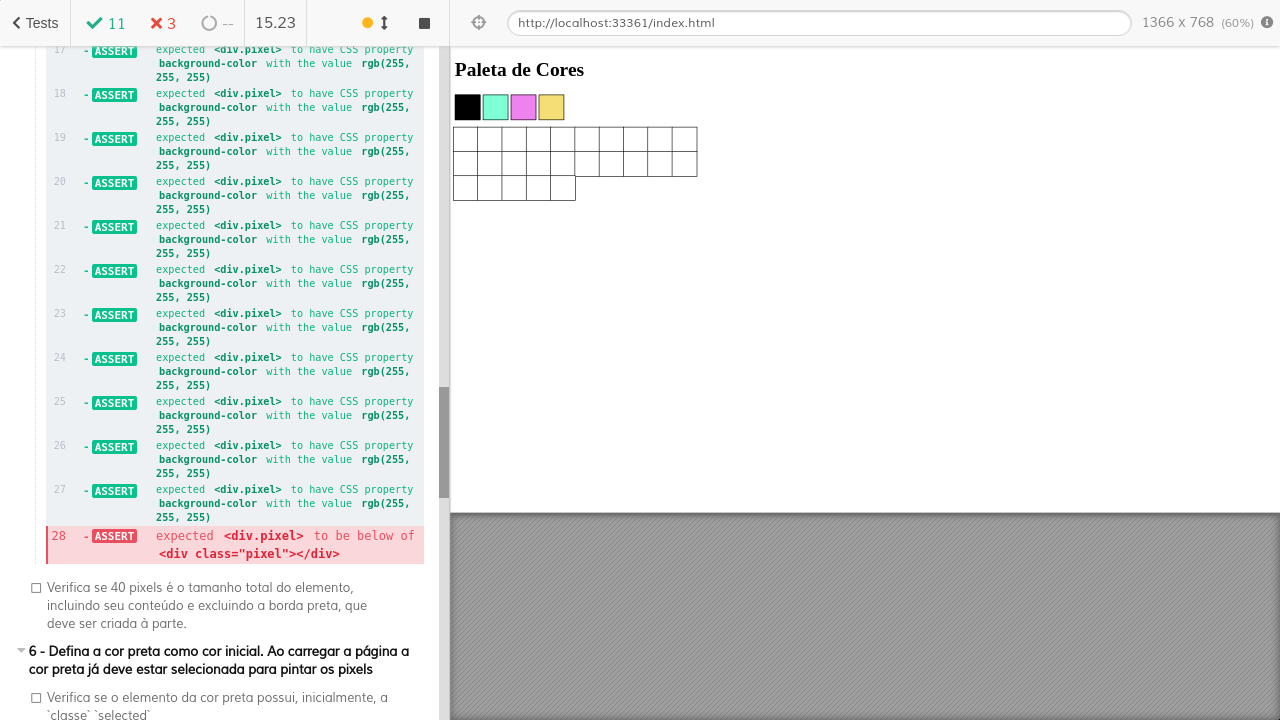 Tests
11
3
--
15.23
http://localhost:33361/index.html
1366 x 768 (60%)
17 - ASSERT expected <div.pixel> to have CSS property
background-color with the value rgb(255,
255, 255)
18 - ASSERT expected <div.pixel> to have CSS property
background-color with the value rgb(255,
255, 255)
19 - ASSERT expected <div.pixel> to have CSS property
background-color with the value rgb(255,
255, 255)
20 - ASSERT expected <div.pixel> to have CSS property
background-color with the value rgb(255,
255, 255)
21 - ASSERT expected <div.pixel> to have CSS property
background-color with the value rgb(255,
255, 255)
22 - ASSERT expected <div.pixel> to have CSS property
background-color with the value rgb(255,
255, 255)
23 - ASSERT expected <div.pixel> to have CSS property
background-color with the value rgb(255,
255, 255)
24 - ASSERT expected <div.pixel> to have CSS property
background-color with the value rgb(255,
255, 255)
25 - ASSERT expected <div.pixel> to have CSS property
background-color with the value rgb(255,
255, 255)
26 - ASSERT expected <div.pixel> to have CSS property
background-color with the value rgb(255,
255, 255)
27 - ASSERT expected <div.pixel> to have CSS property
background-color with the value rgb(255,
255, 255)
28 - ASSERT expected <div.pixel> to be below of
<div class="pixel"></div>
Verifica se 40 pixels é o tamanho total do elemento,
incluindo seu conteúdo e excluindo a borda preta, que
deve ser criada à parte.
6 - Defina a cor preta como cor inicial. Ao carregar a página a
cor preta já deve estar selecionada para pintar os pixels
Verifica se o elemento da cor preta possui, inicialmente, a
`classe` `selected`
Paleta de Cores